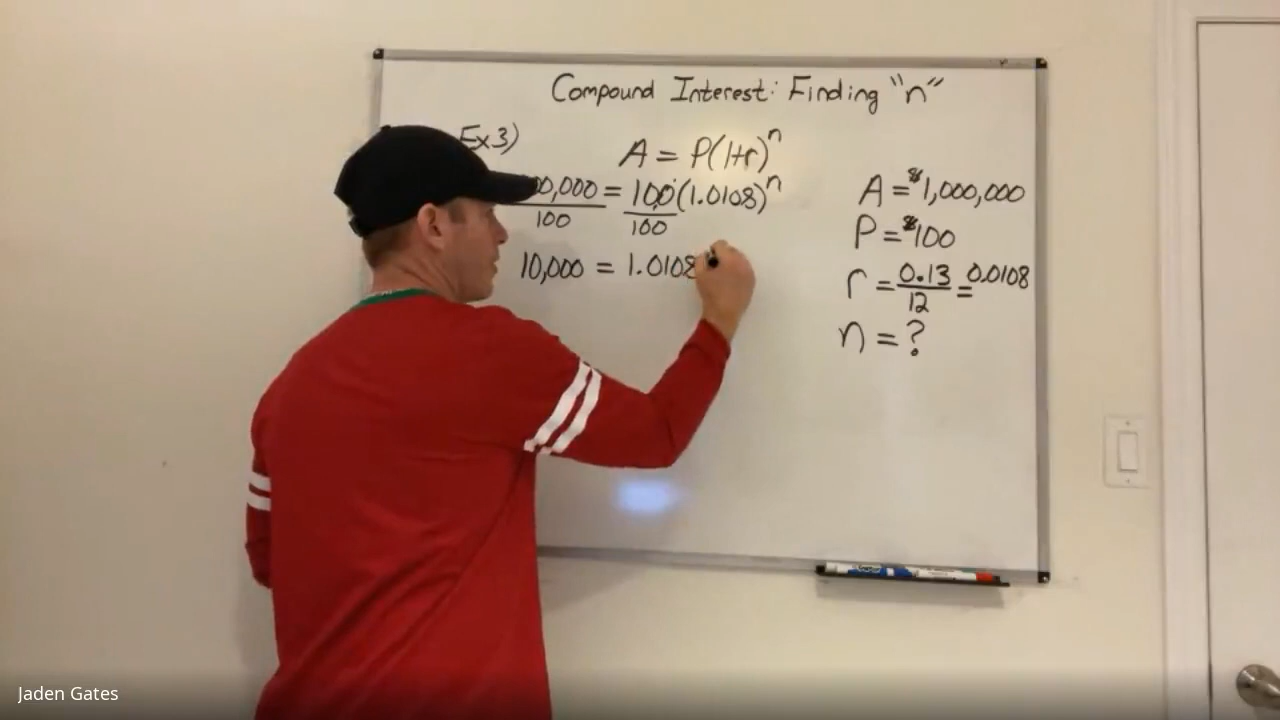 Compound Interest: Finding "n"
Ex3)
A = P(1+r)^n
00,000 = 100(1.0108)^n
100 100
10,000 = 1.0108
A = $1,000,000
P = $100
r = 0.13/12 = 0.0108
n = ?
Jaden Gates